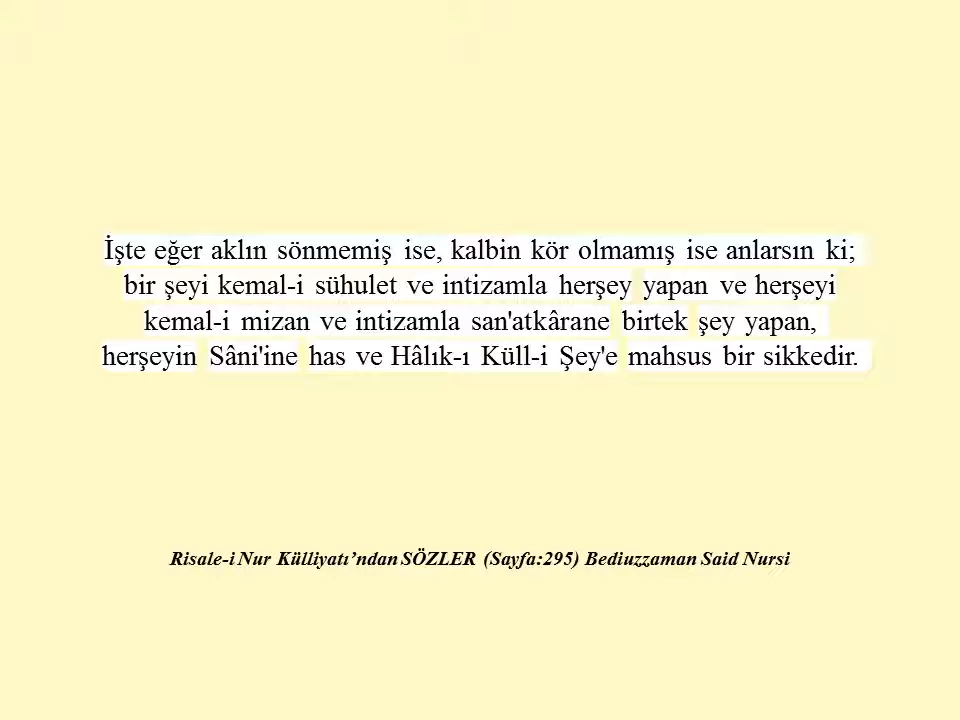 İşte eğer aklın sönmemiş ise, kalbin kör olmamış ise anlarsın ki;
bir şeyi kemal-i sühulet ve intizamla herşey yapan ve herşeyi
kemal-i mizan ve intizamla san'atkârane birtek şey yapan,
herşeyin Sâni'ine has ve Hâlık-ı Küll-i Şey'e mahsus bir sikkedir.
Risale-i Nur Külliyatı’ndan SÖZLER (Sayfa:295) Bediuzzaman Said Nursi